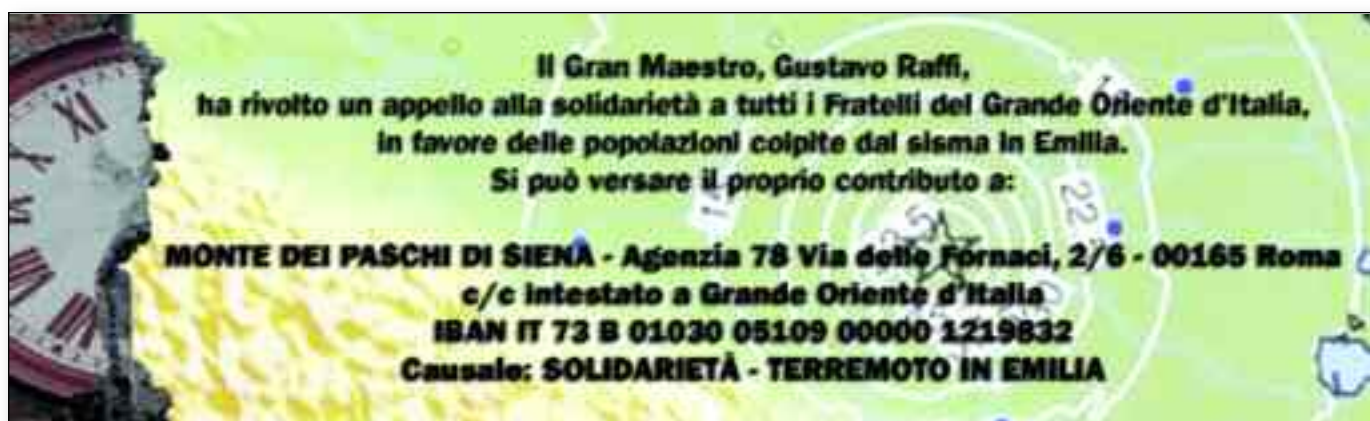 Il Gran Maestro, Gustavo Raffi,
ha rivolto un appello alla solidarietà a tutti i Fratelli del Grande Oriente d'Italia,
in favore delle popolazioni colpite dal sisma in Emilia.
Si può versare il proprio contributo a:
MONTE DEI PASCHI DI SIENA - Agenzia 78 Via delle Fornaci, 2/6 - 00165 Roma
c/c intestato a Grande Oriente d'Italia
IBAN IT 73 B 01030 05109 00000 1219832
Causale: SOLIDARIETÀ - TERREMOTO IN EMILIA
XI
22